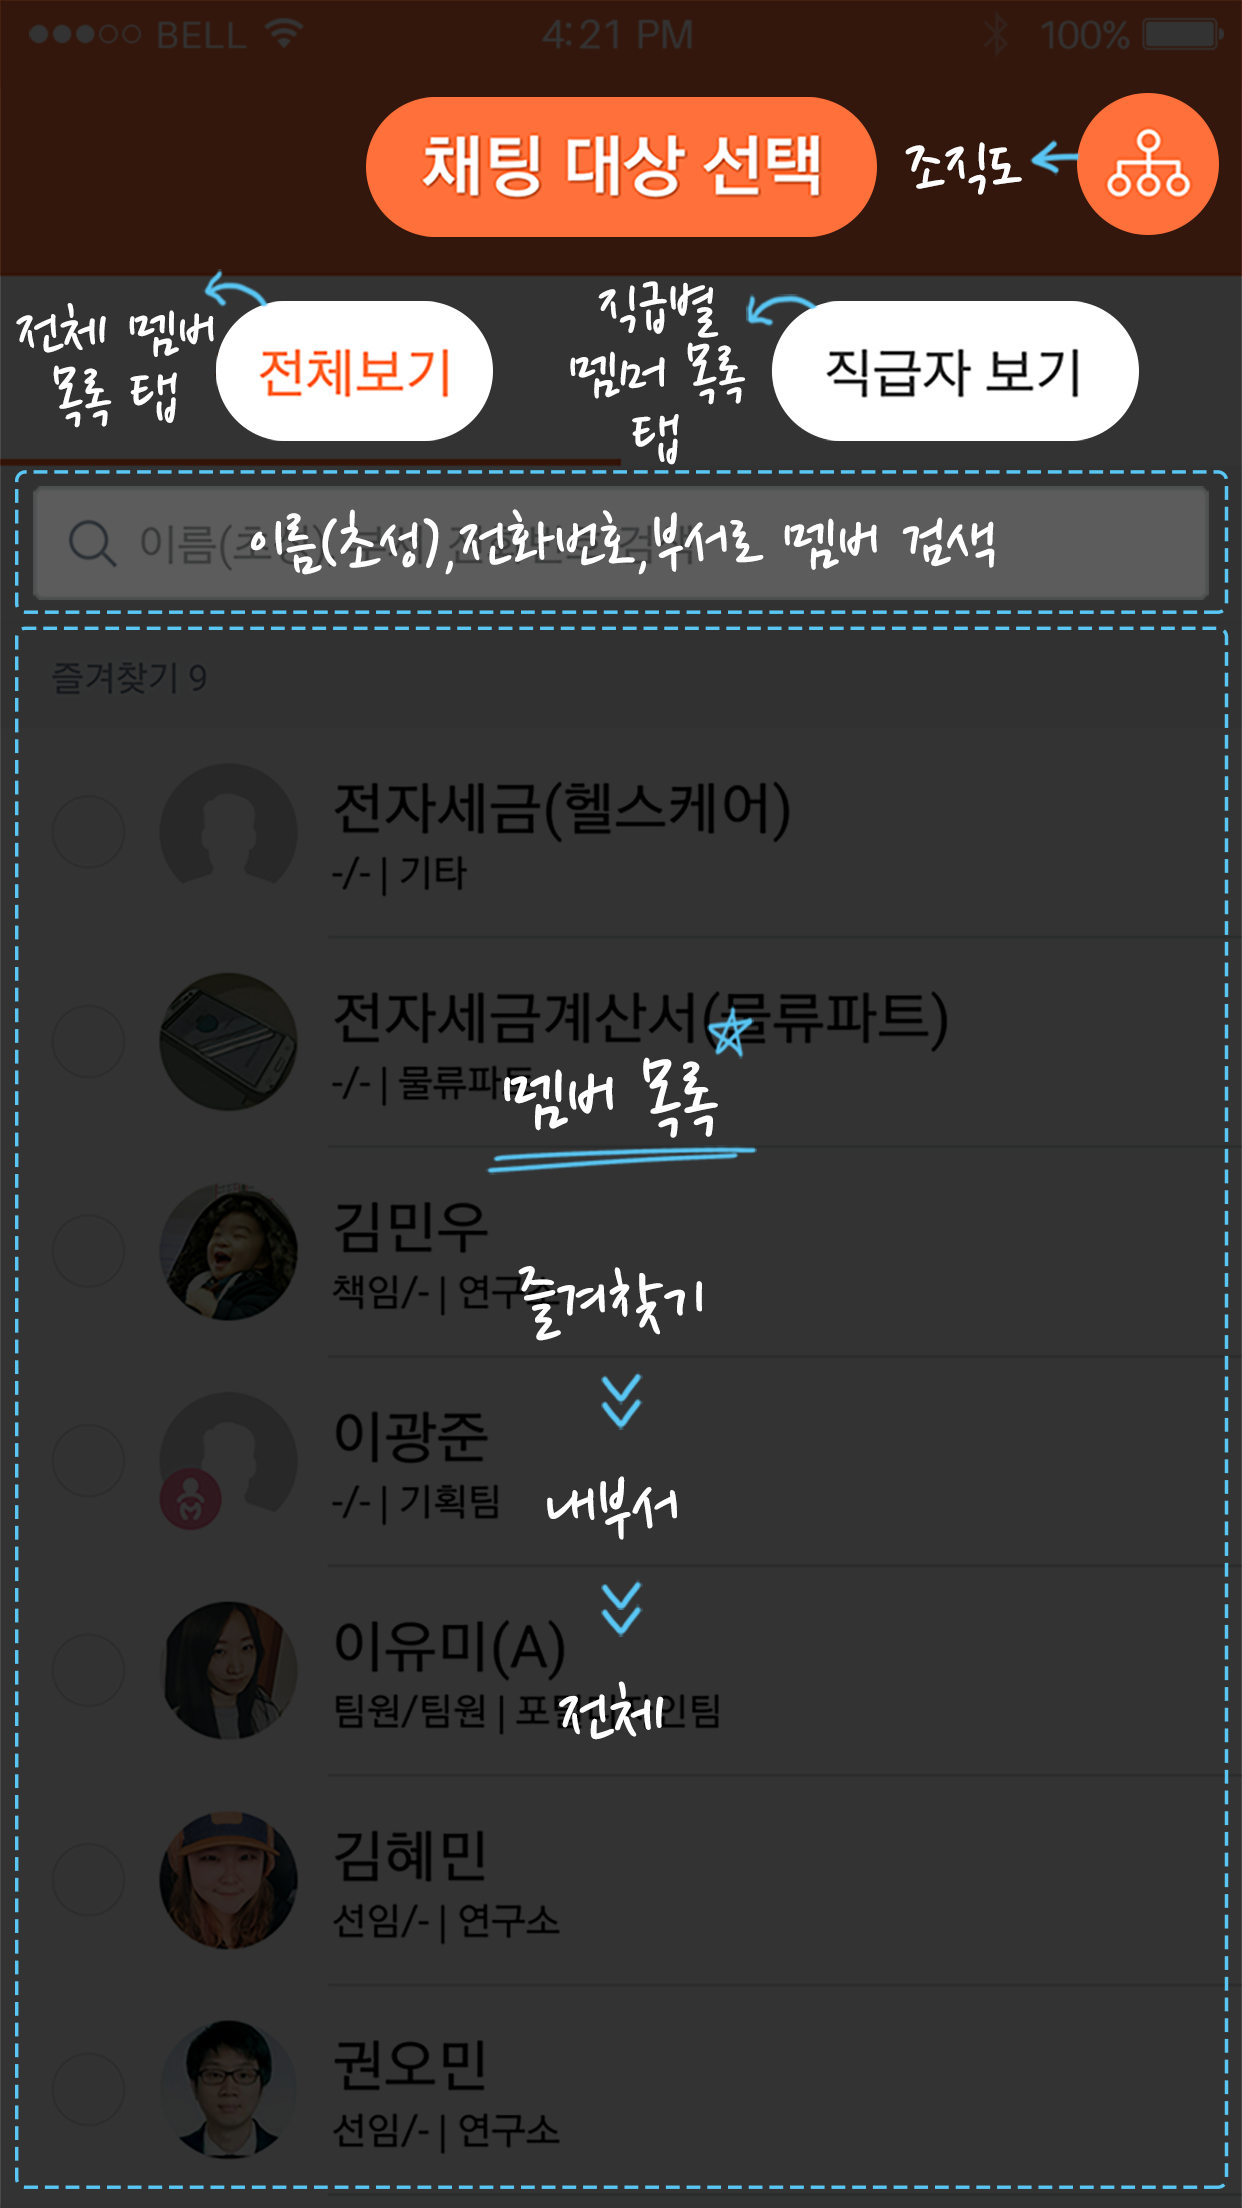 BELL 4:21 PM 100%
채팅 대상 선택
조직도
전체 멤버
목록 탭
전체보기
직급별
멤머 목록
탭
직급자 보기
이름(초성),전화번호,부서로 멤버 검색
즐겨찾기 9
전자세금(헬스케어)
-/- | 기타
전자세금계산서(물류파트)
-/- | 물류파트
멤버 목록
김민우
책임/- | 연구소
즐겨찾기
이광준
-/- | 기획팀
내부서
이유미(A)
팀원/팀원 | 포털디자인팀
전체
김혜민
선임/- | 연구소
권오민
선임/- | 연구소